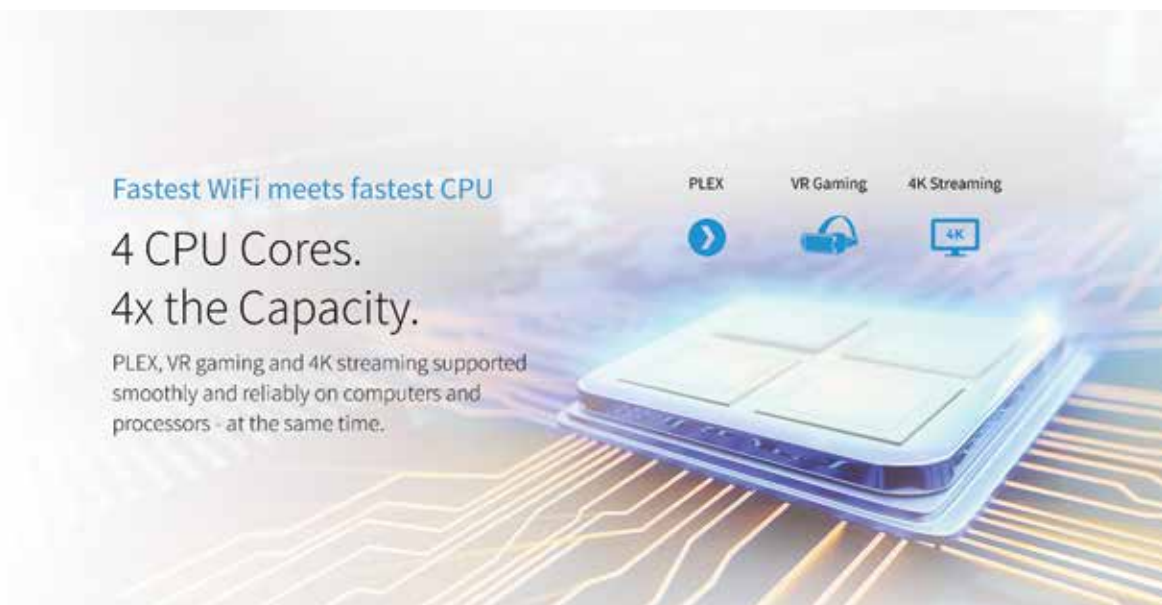 Fastest WiFi meets fastest CPU
4 CPU Cores.
4x the Capacity.
PLEX, VR gaming and 4K streaming supported
smoothly and reliably on computers and
processors - at the same time.
PLEX
VR Gaming
4K Streaming
4K